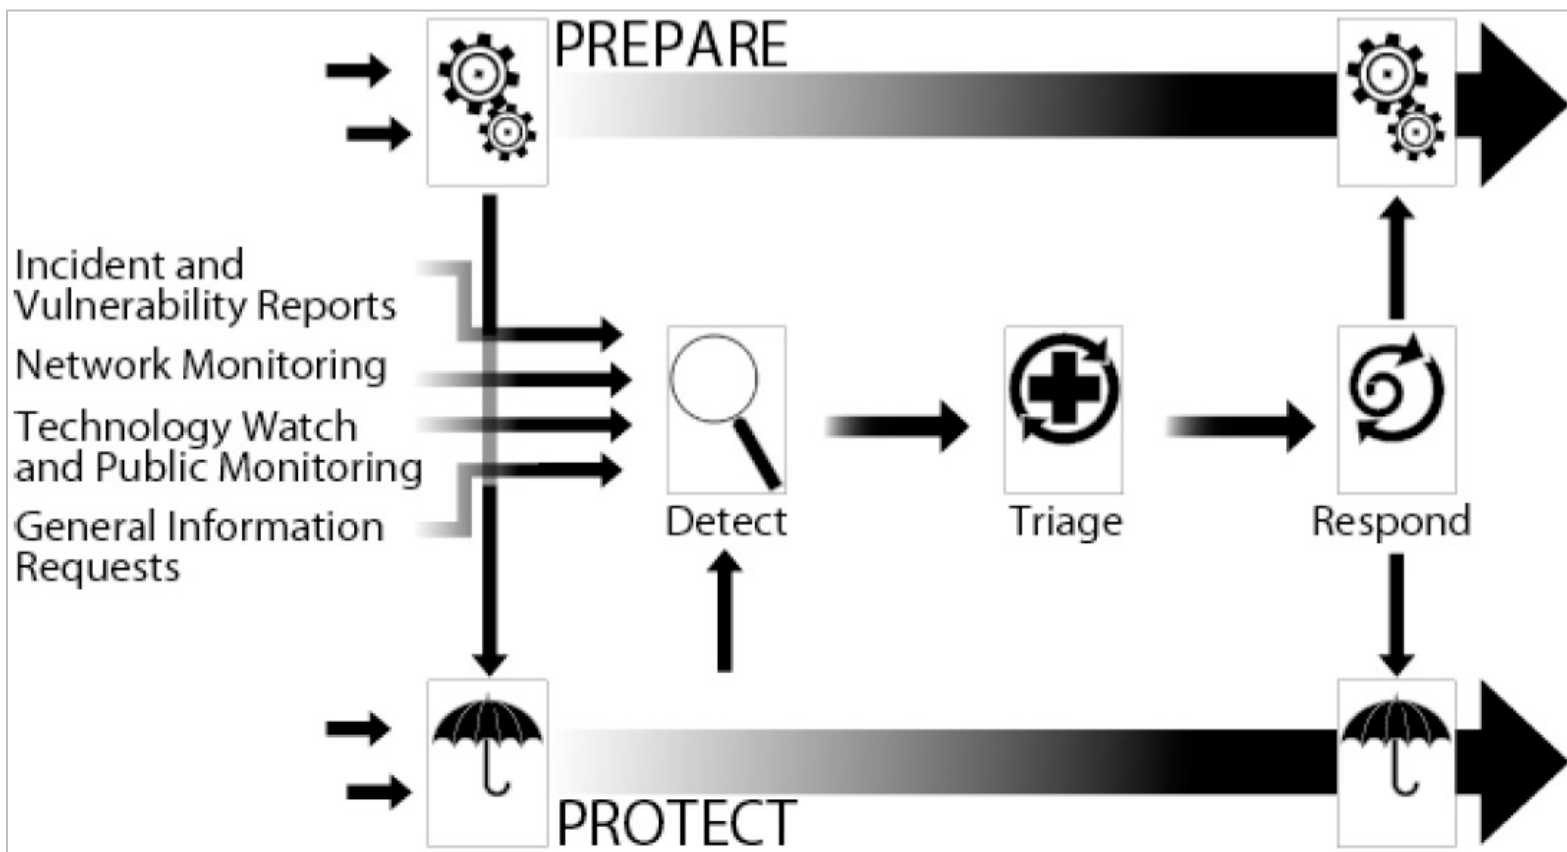 PREPARE
Incident and
Vulnerability Reports
Network Monitoring
Technology Watch
and Public Monitoring
General Information
Requests
Detect
Triage
Respond
PROTECT